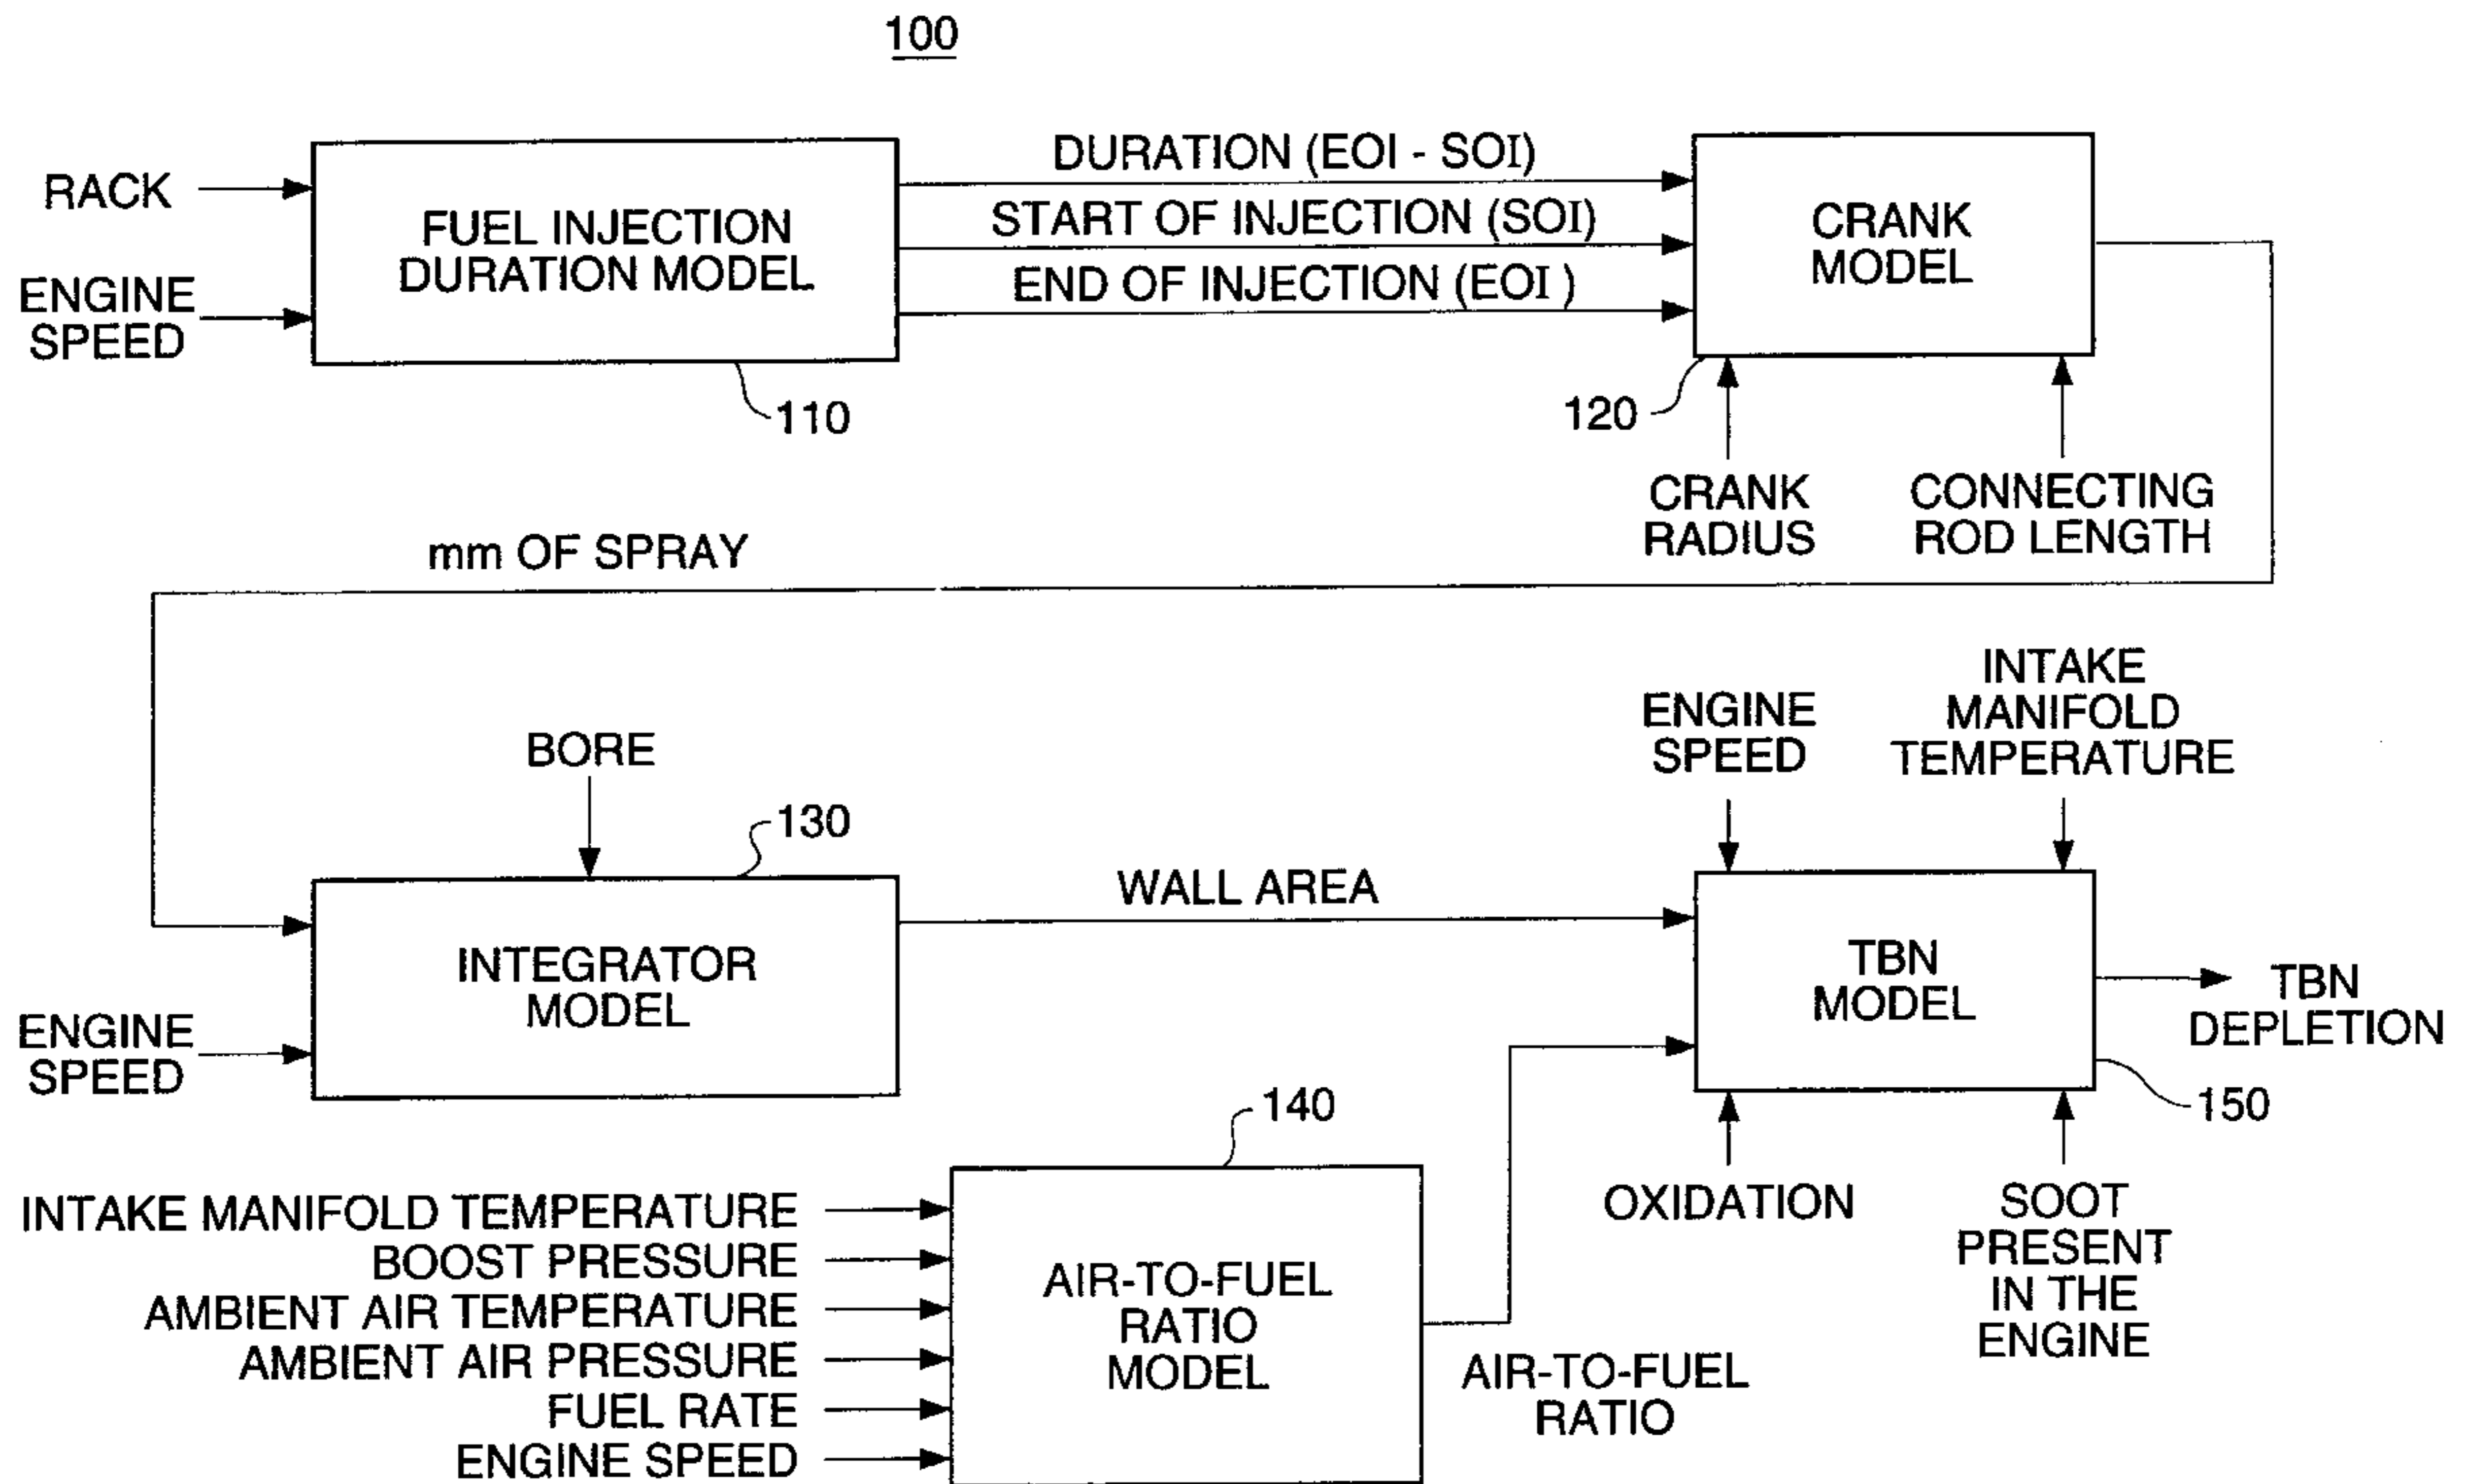 100
RACK
ENGINE
SPEED
FUEL INJECTION
DURATION MODEL
110
DURATION (EOI - SOI)
START OF INJECTION (SOI)
END OF INJECTION (EOI )
CRANK
MODEL
120
CRANK
RADIUS
CONNECTING
ROD LENGTH
mm OF SPRAY
BORE
130
INTEGRATOR
MODEL
ENGINE
SPEED
WALL AREA
ENGINE
SPEED
INTAKE
MANIFOLD
TEMPERATURE
TBN
MODEL
TBN
DEPLETION
150
OXIDATION
SOOT
PRESENT
IN THE
ENGINE
140
INTAKE MANIFOLD TEMPERATURE
BOOST PRESSURE
AMBIENT AIR TEMPERATURE
AMBIENT AIR PRESSURE
FUEL RATE
ENGINE SPEED
AIR-TO-FUEL
RATIO
MODEL
AIR-TO-FUEL
RATIO